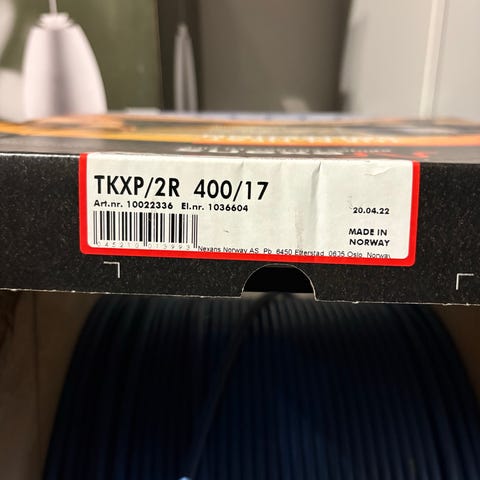 TKXP/2R 400/17
Art.nr. 10022336 El.nr. 1036604
20.04.22
MADE IN
NORWAY
Nexans Norway AS, Pb. 6450 Etterstad, 0605 Oslo, Norway